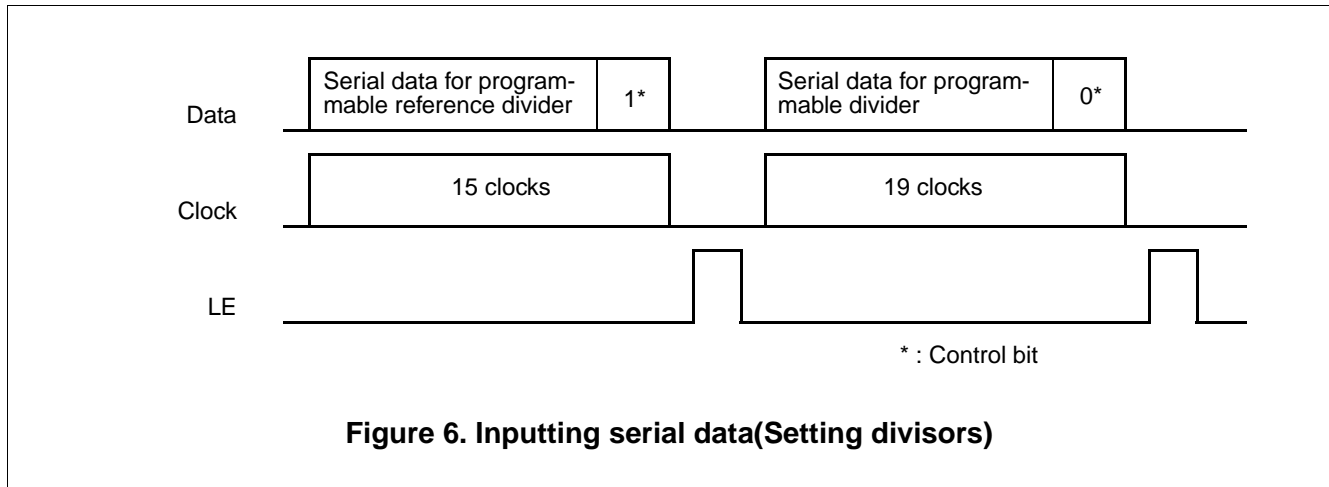 Serial data for program-
mable reference divider
1*
Serial data for program-
mable divider
0*
Data
15 clocks
19 clocks
Clock
LE
* : Control bit
Figure 6. Inputting serial data(Setting divisors)